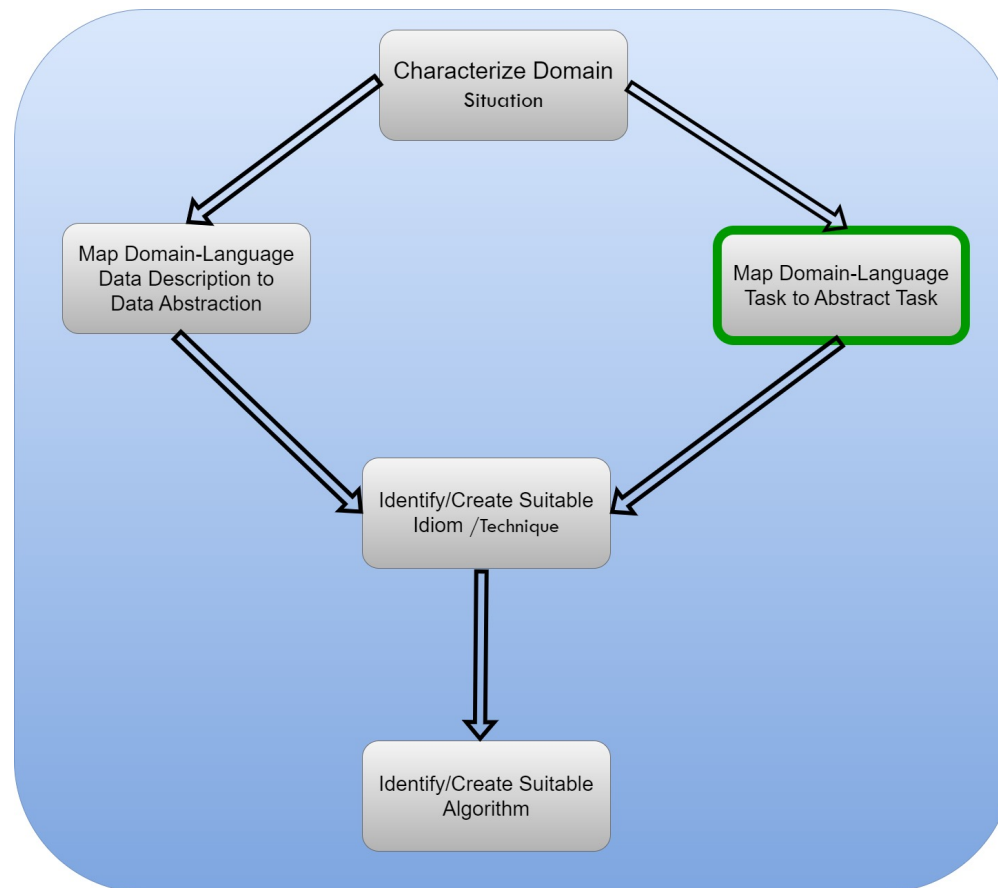 Characterize Domain
Situation
Map Domain-Language
Data Description to
Data Abstraction
Map Domain-Language
Task to Abstract Task
Identify/Create Suitable
Idiom /Technique
Identify/Create Suitable
Algorithm